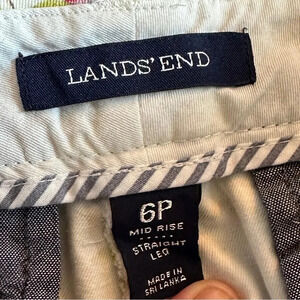 LANDS' END
6P
MID RISE
STRAIGHT
LEG
MADE IN
SRI LANKA